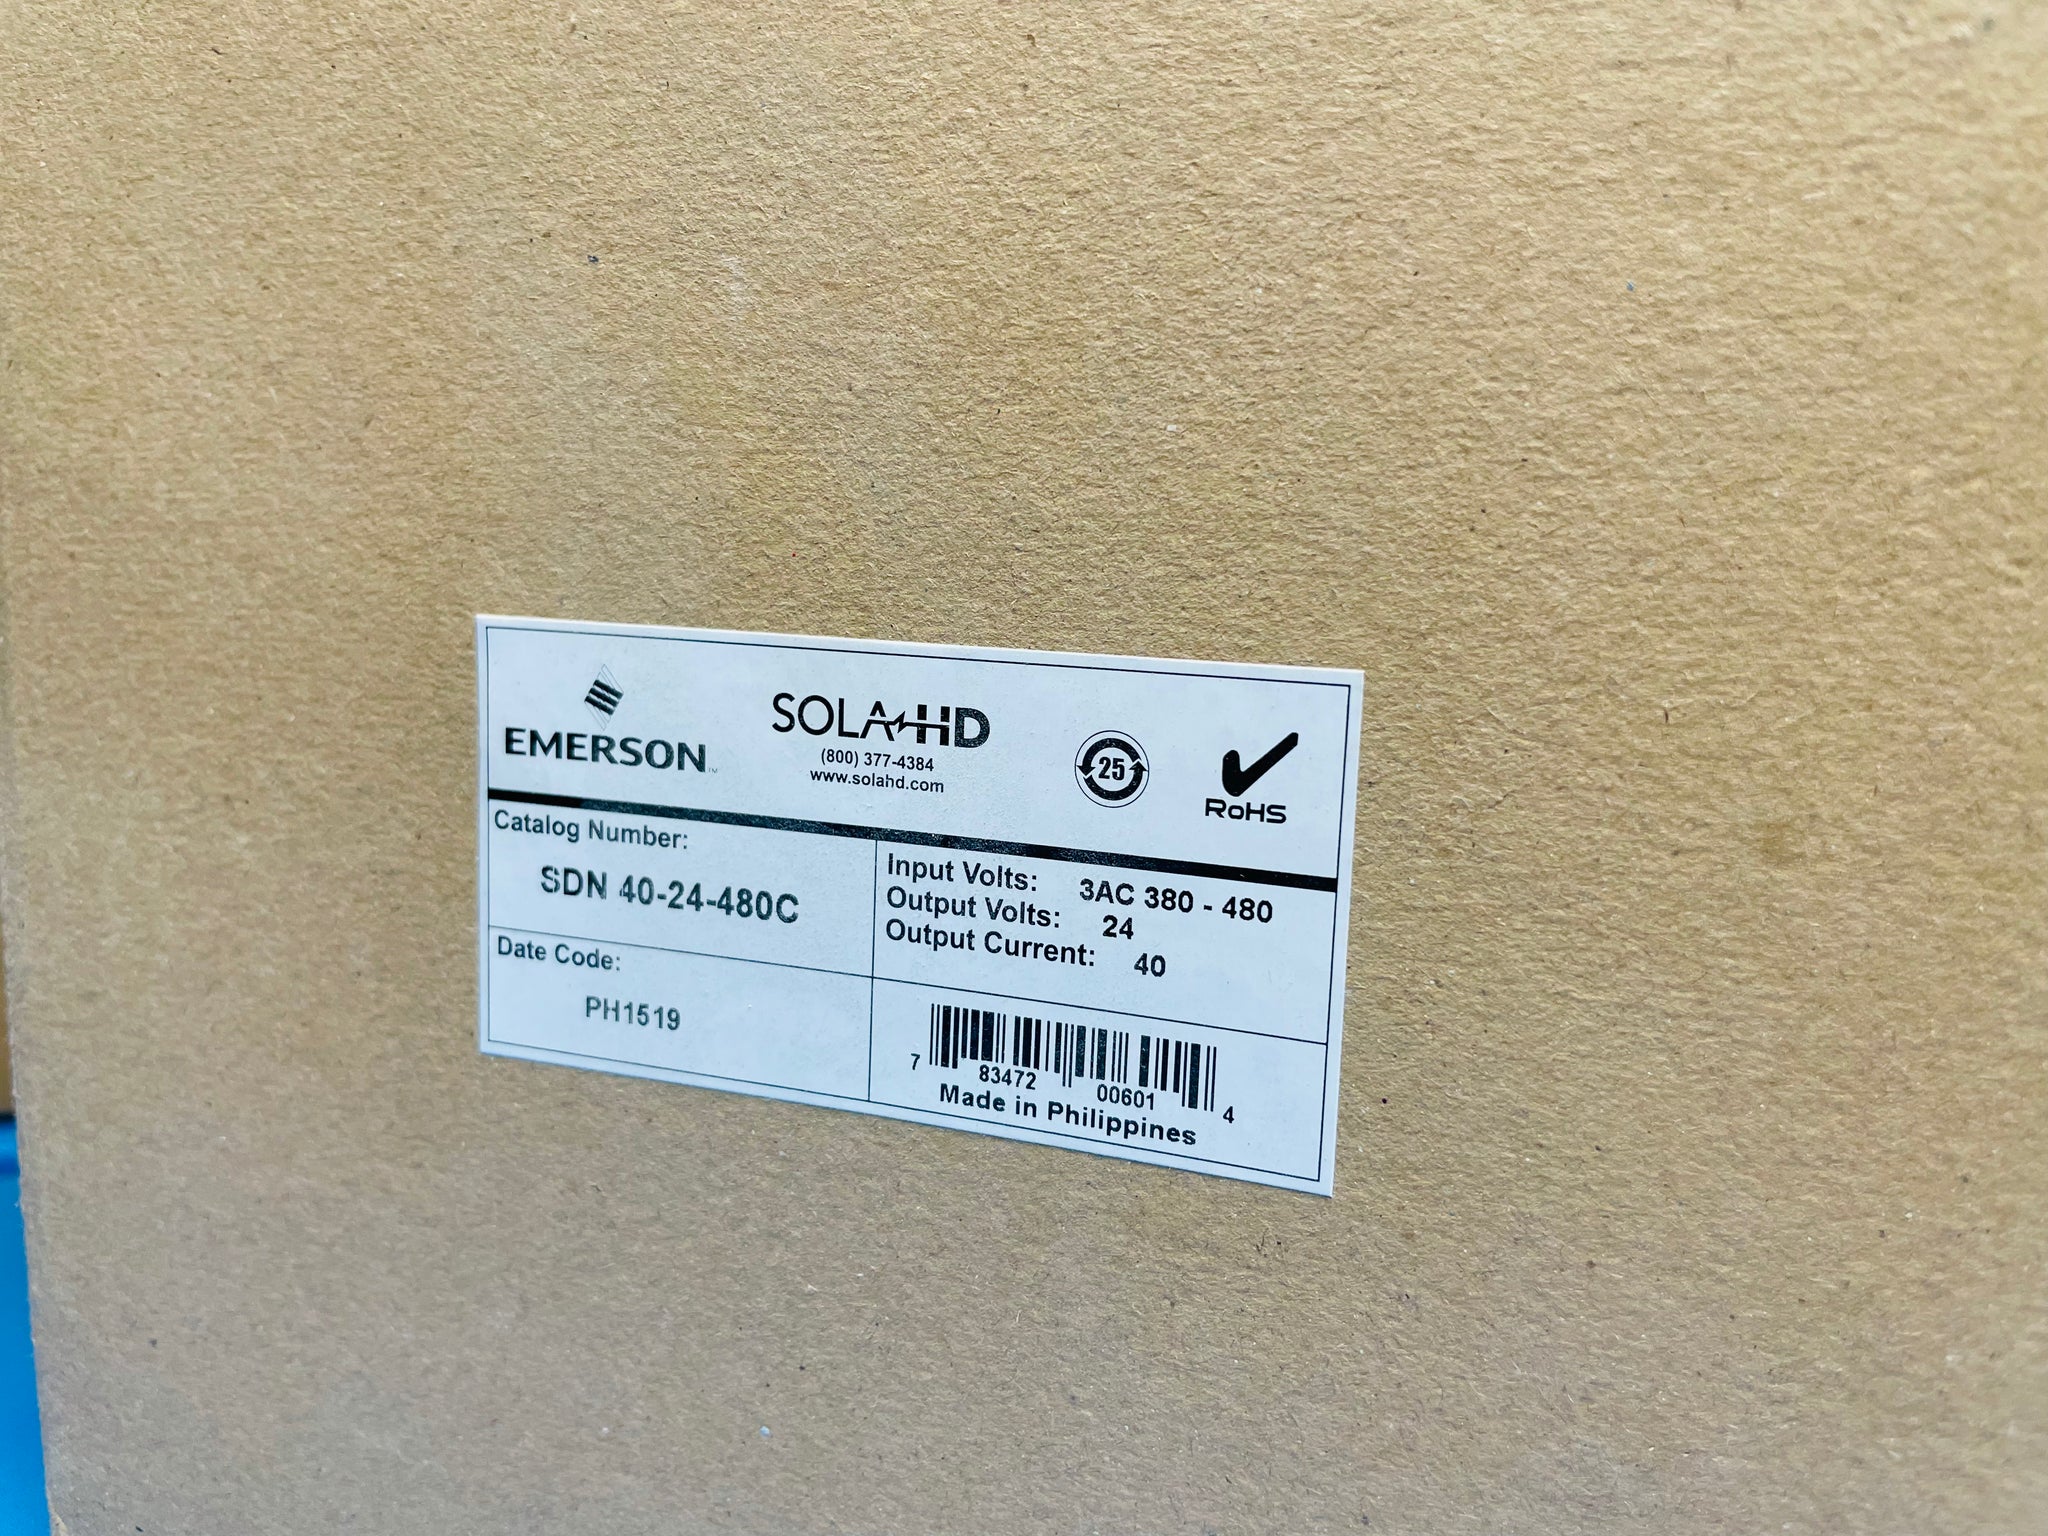 EMERSON™
SOLAHD
(800) 377-4384
www.solahd.com
25
RoHS
Catalog Number:
SDN 40-24-480C
Date Code:
PH1519
Input Volts: 3AC 380 - 480
Output Volts: 24
Output Current: 40
7 83472 00601 4
Made in Philippines